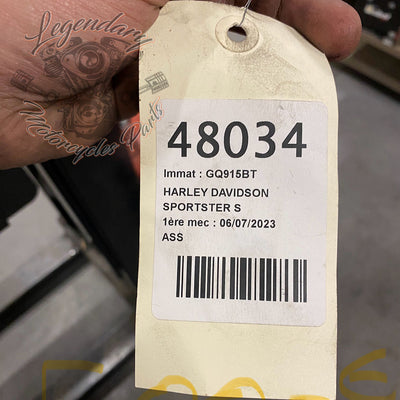 Legendary
Motorcycles Parts
48034
Immat : GQ915BT
HARLEY DAVIDSON
SPORTSTER S
1ère mec : 06/07/2023
ASS